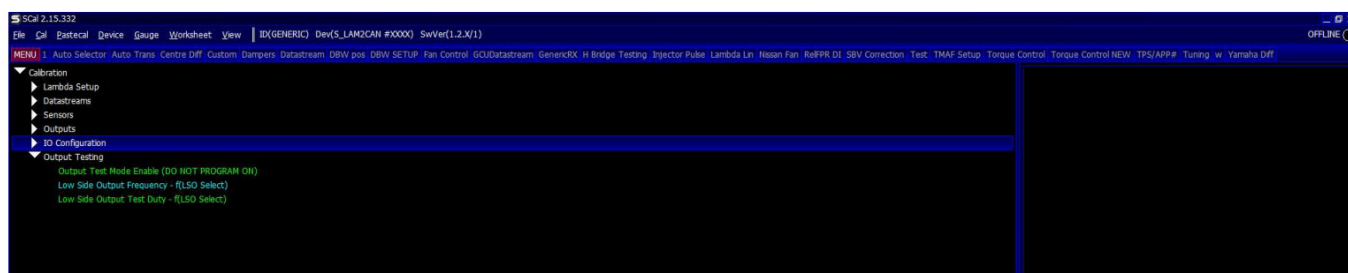 SCal 2.15.332
File Cal Pastecal Device Gauge Worksheet View ID(GENERIC) Dev(S_LAM2CAN #XXXX) SwVer(1.2.X/1) OFFLINE
MENU 1 Auto Selector Auto Trans Centre Diff Custom Dampers Datastream DBW pos DBW SETUP Fan Control GCUDatastream GenericRX H Bridge Testing Injector Pulse Lambda Lin Nissan Fan RelFPR DI SBV Correction Test TMAF Setup Torque Control Torque Control NEW TPS/APP# Tuning w Yamaha Diff
Calibration
Lambda Setup
Datastreams
Sensors
Outputs
IO Configuration
Output Testing
Output Test Mode Enable (DO NOT PROGRAM ON)
Low Side Output Frequency - f(LSO Select)
Low Side Output Test Duty - f(LSO Select)